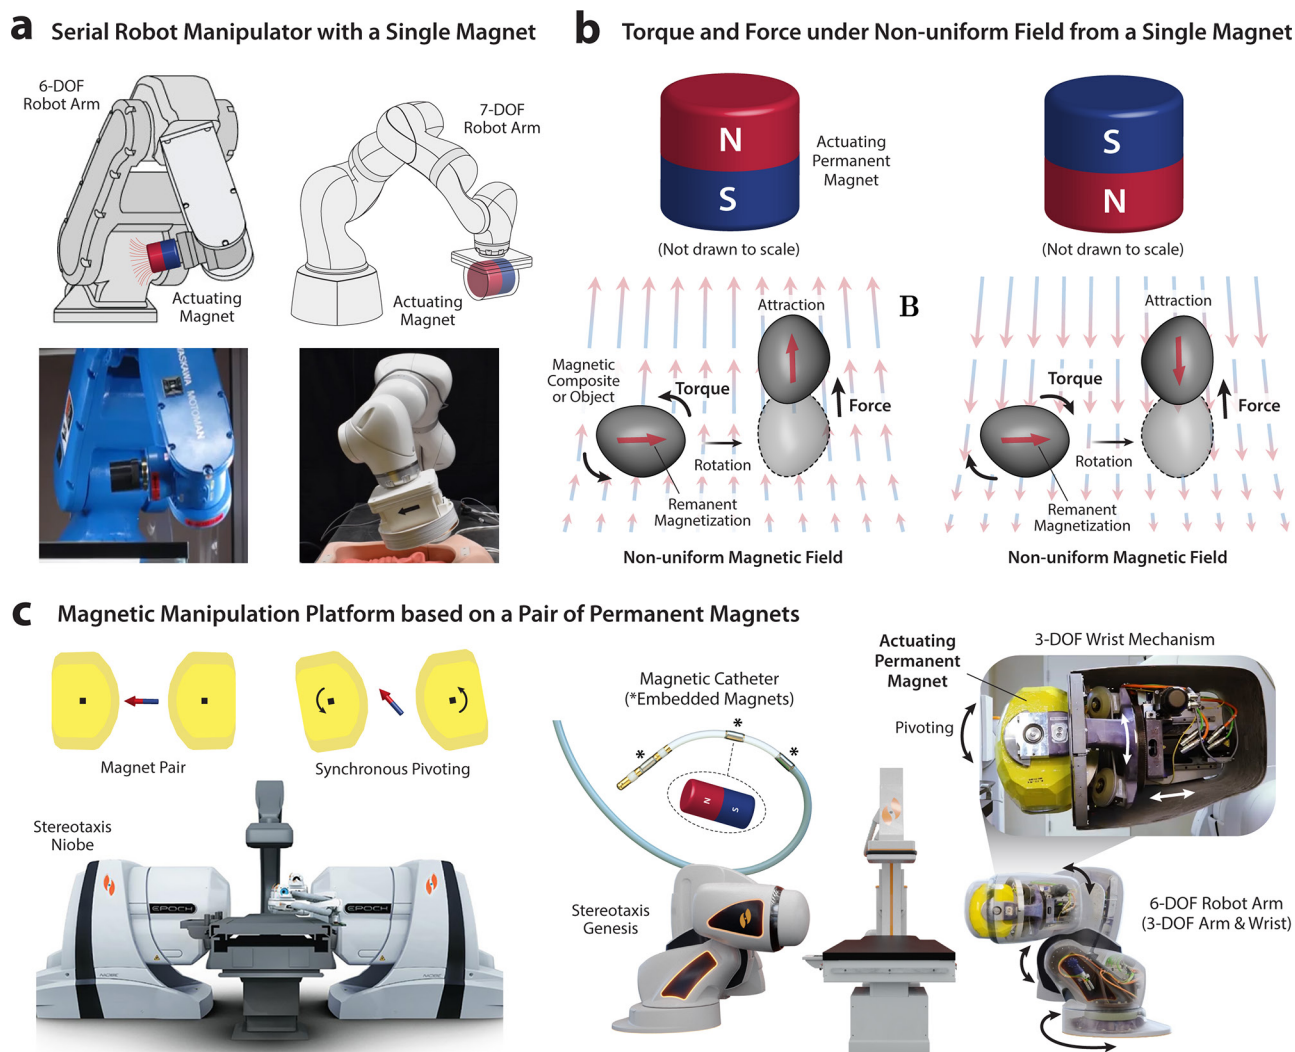 a Serial Robot Manipulator with a Single Magnet
6-DOF
Robot Arm
7-DOF
Robot Arm
Actuating
Magnet
Actuating
Magnet
YASKAWA MOTOMAN
b Torque and Force under Non-uniform Field from a Single Magnet
N
S
Actuating
Permanent
Magnet
S
N
(Not drawn to scale)
(Not drawn to scale)
B
Attraction
Magnetic
Composite
or Object
Torque
Force
Rotation
Remanent
Magnetization
Non-uniform Magnetic Field
Attraction
Torque
Force
Rotation
Remanent
Magnetization
Non-uniform Magnetic Field
c Magnetic Manipulation Platform based on a Pair of Permanent Magnets
Magnet Pair
Synchronous Pivoting
Stereotaxis
Niobe
EPOCH
EPOCH
NIOBE
Magnetic Catheter
(*Embedded Magnets)
*
*
*
N
S
Stereotaxis
Genesis
Actuating
Permanent
Magnet
3-DOF Wrist Mechanism
Pivoting
6-DOF Robot Arm
(3-DOF Arm & Wrist)